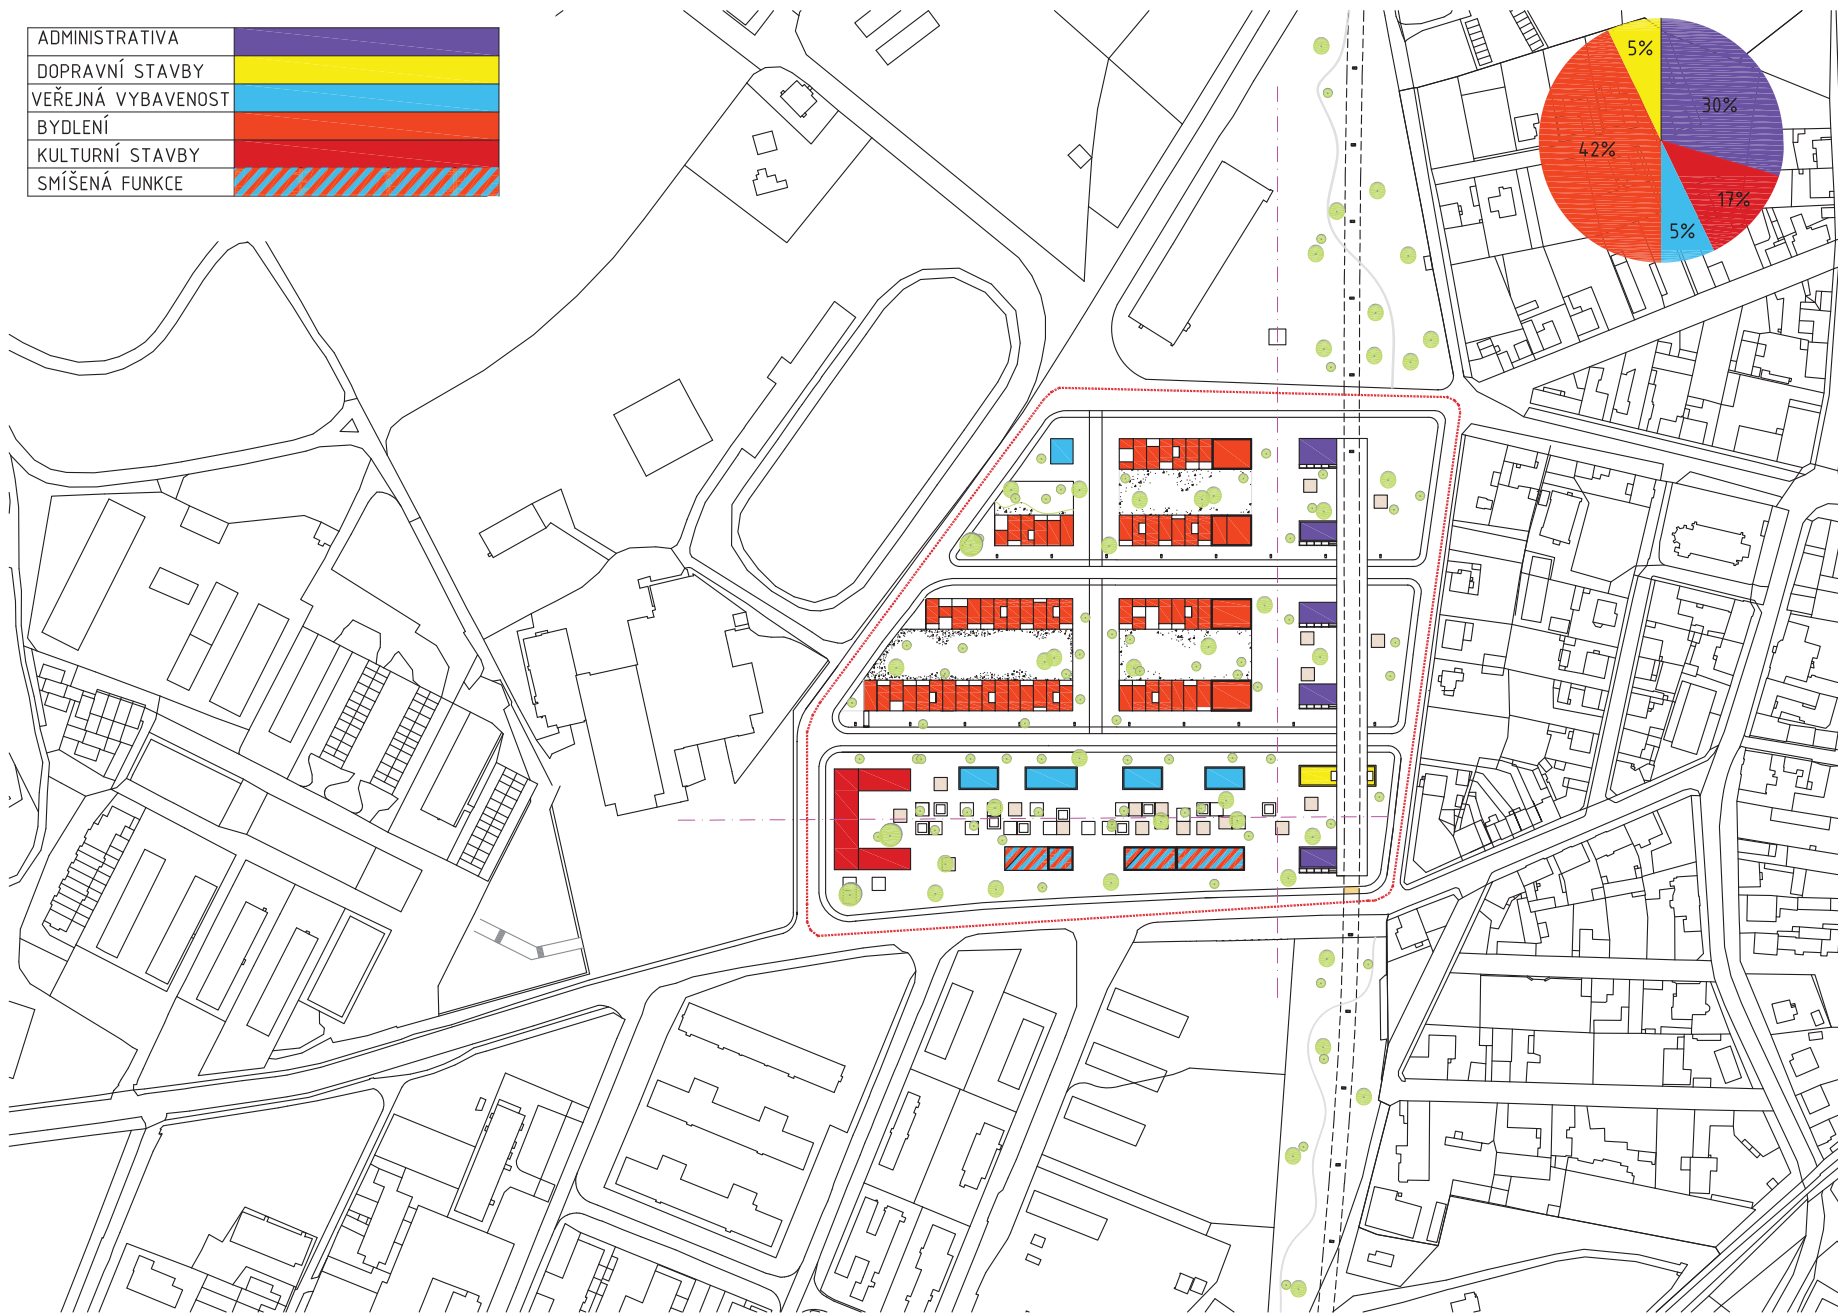 ADMINISTRATIVA
DOPRAVNÍ STAVBY
VEŘEJNÁ VYBAVENOST
BYDLENÍ
KULTURNÍ STAVBY
SMÍŠENÁ FUNKCE
5%
30%
42%
17%
5%